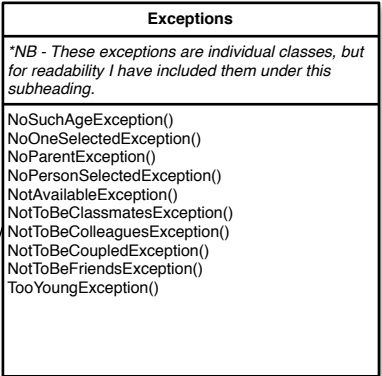 Exceptions
*NB - These exceptions are individual classes, but
for readability I have included them under this
subheading.
NoSuchAgeException()
NoOneSelectedException()
NoParentException()
NoPersonSelectedException()
NotAvailableException()
NotToBeClassmatesException()
NotToBeColleaguesException()
NotToBeCoupledException()
NotToBeFriendsException()
TooYoungException()